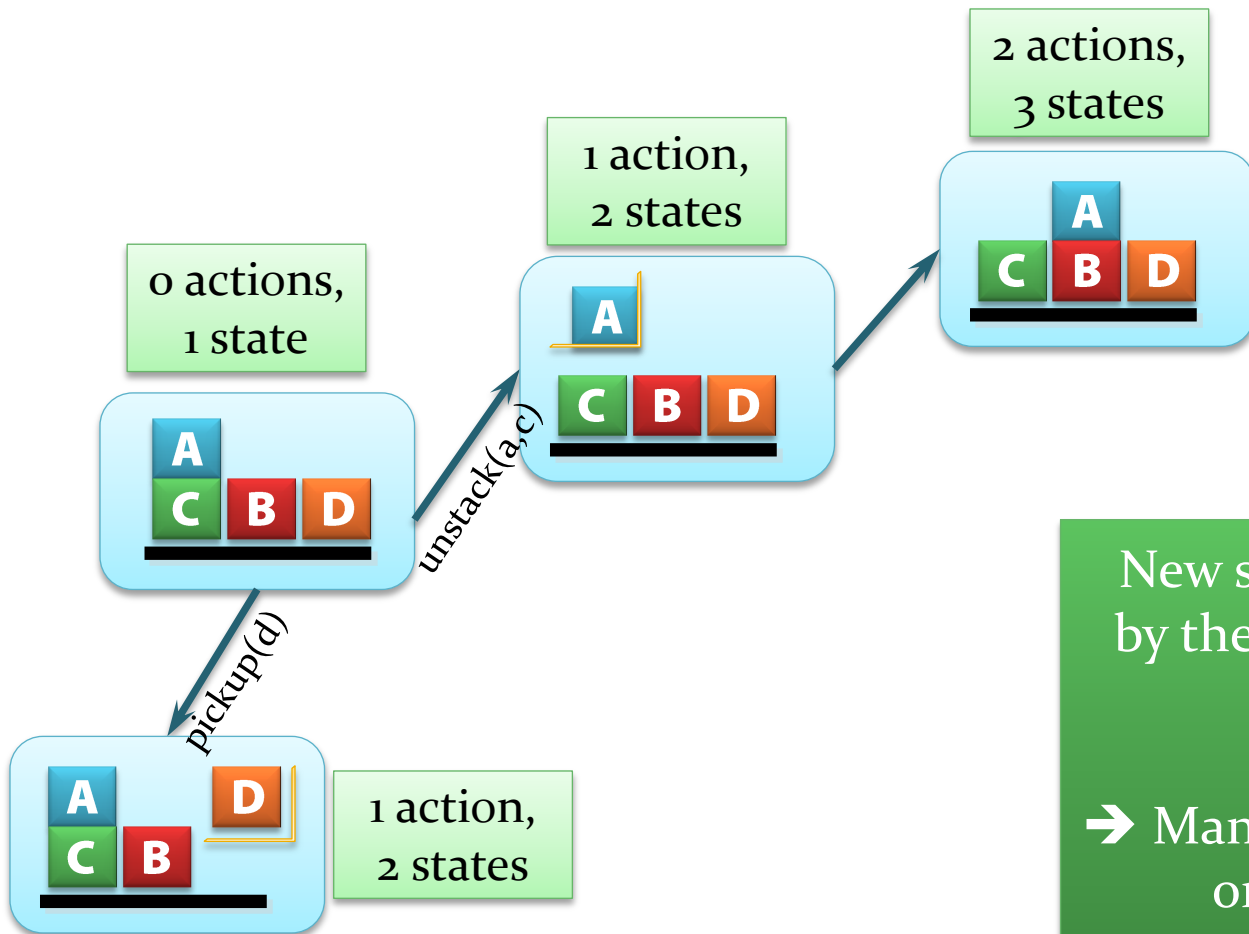 2 actions,
3 states
1 action,
2 states
0 actions,
1 state
A
C B D
A
C B D
A
C B D
unstack(a,c)
pickup(d)
A D
C B
1 action,
2 states
New s
by the
➔ Man
or